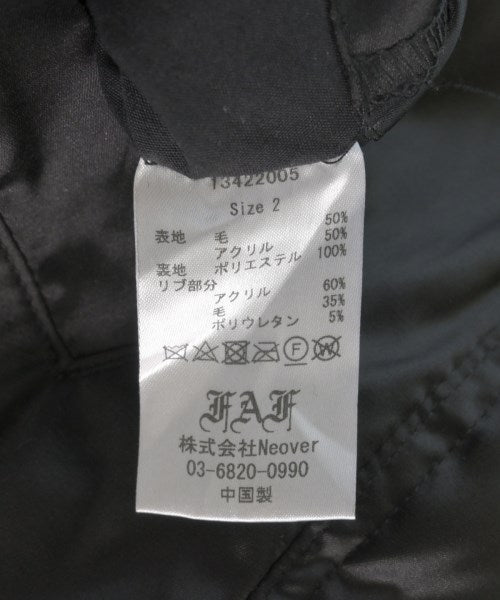 13422005
Size 2
表地 毛 50%
アクリル 50%
裏地 ポリエステル 100%
リブ部分
アクリル 60%
毛 35%
ポリウレタン 5%
F W
FAF
株式会社Neover
03-6820-0990
中国製